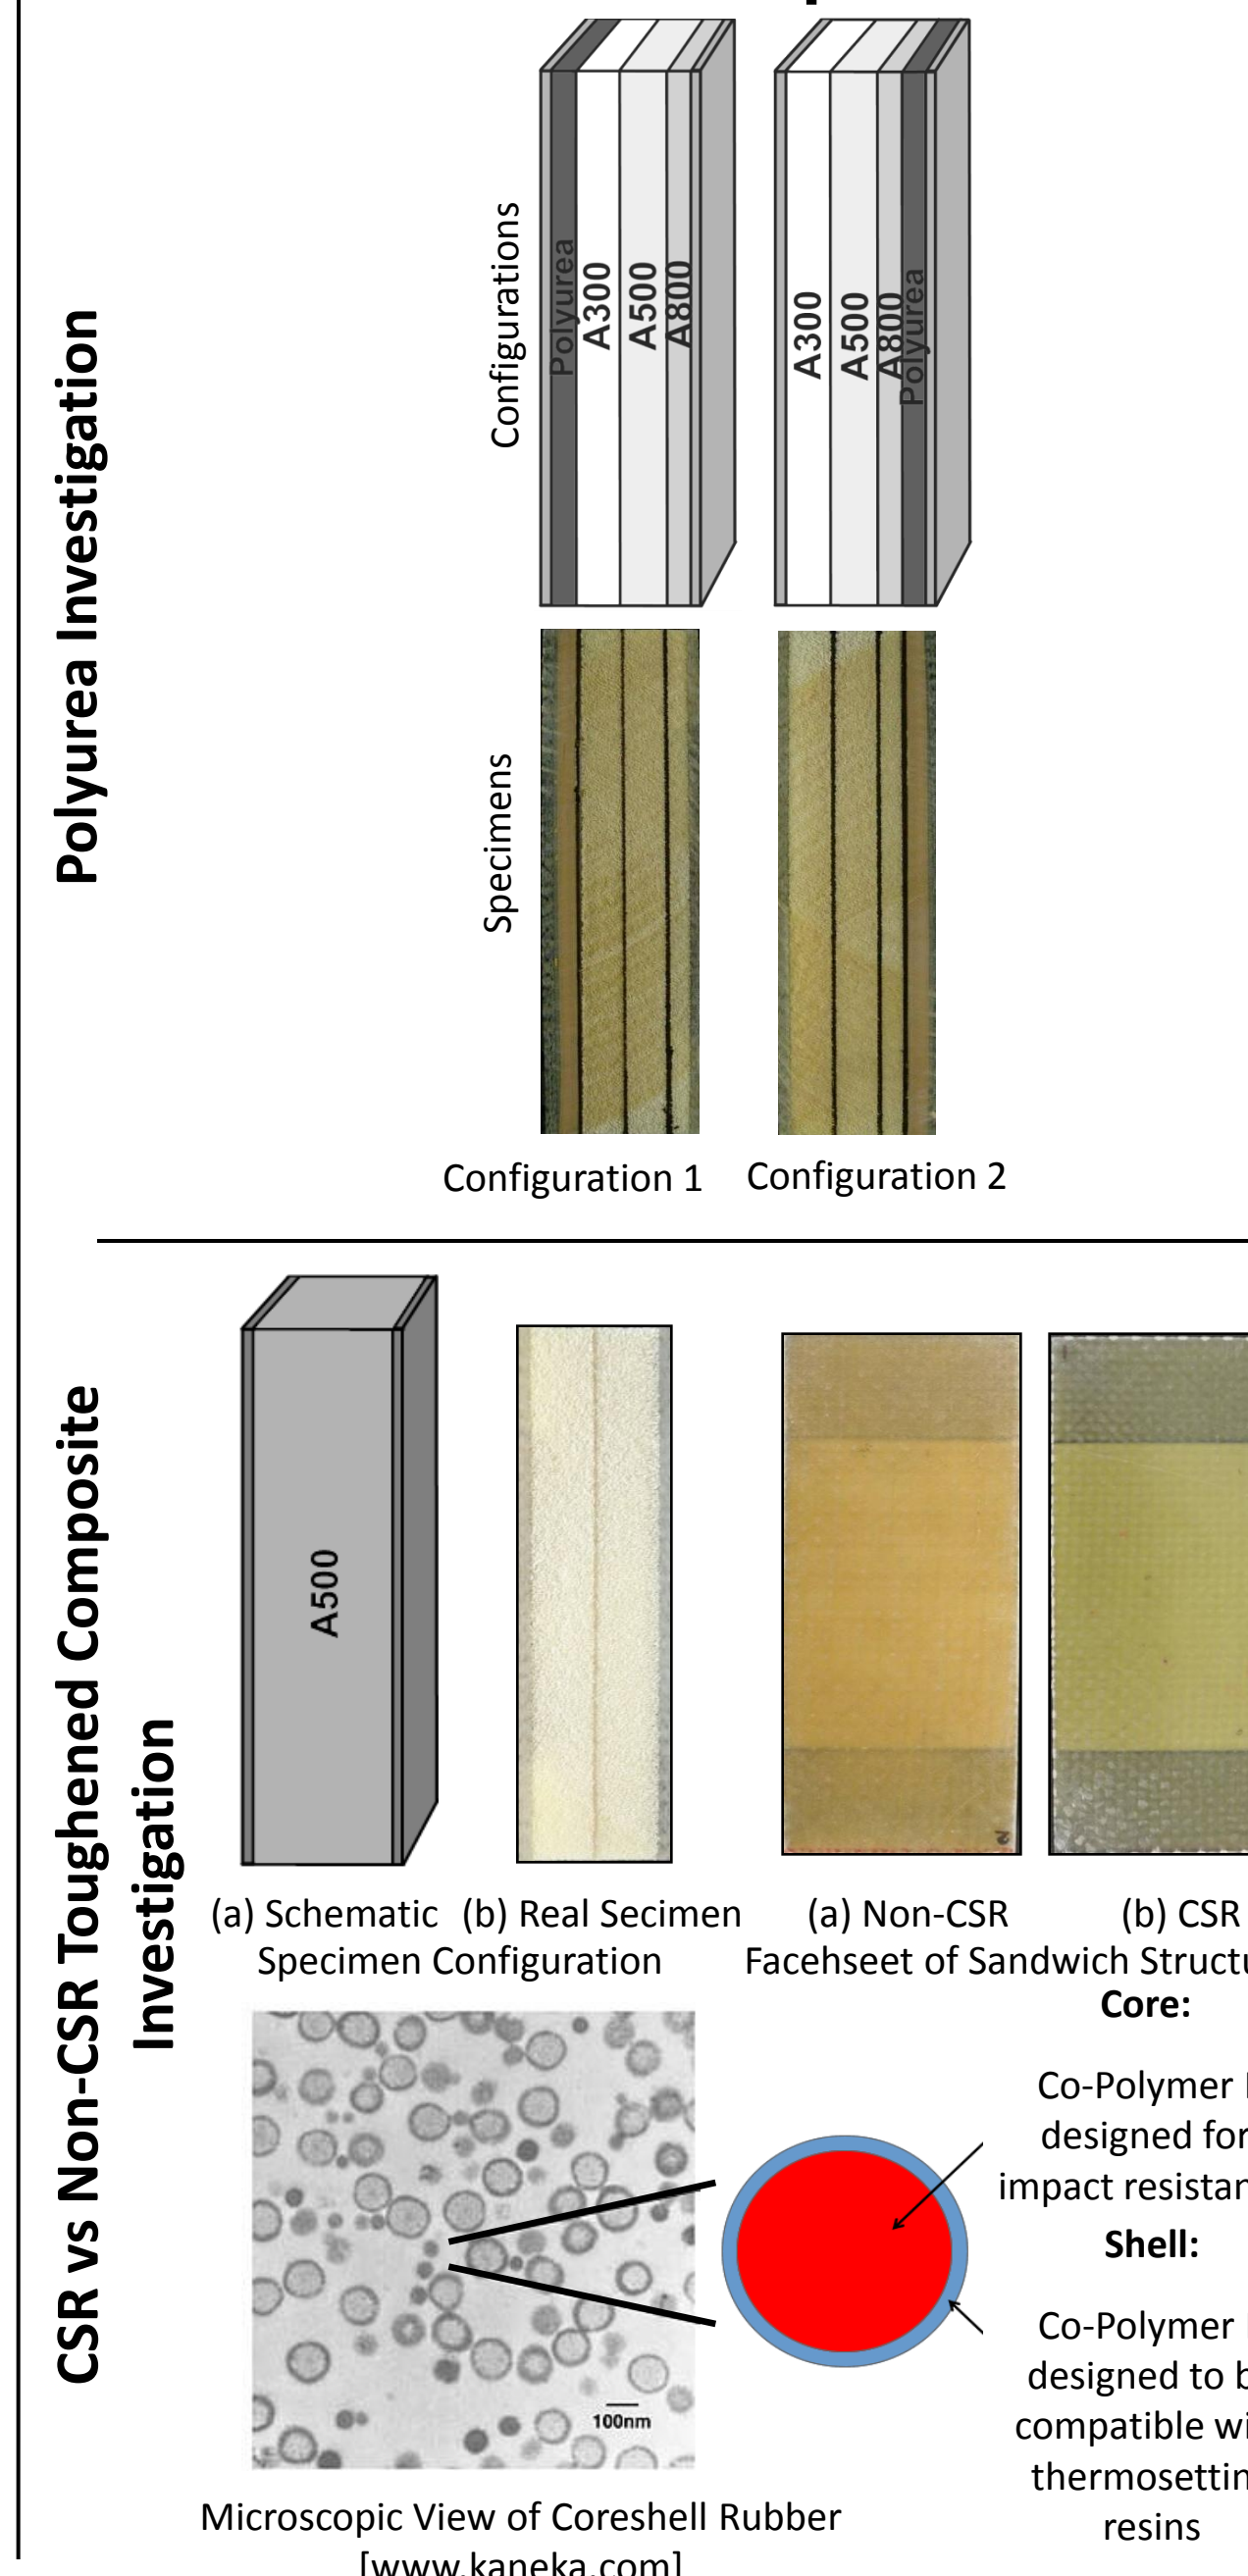 Polyurea Investigation
Configurations
Polyurea
A300
A500
A800
A300
A500
A800
Polyurea
Specimens
Configuration 1
Configuration 2
CSR vs Non-CSR Toughened Composite
Investigation
A500
(a) Schematic
(b) Real Secimen
(a) Non-CSR
(b) CSR
Specimen Configuration
Facehseet of Sandwich Structu
Core:
Co-Polymer
designed for
impact resistan
Shell:
Co-Polymer
designed to b
compatible wi
thermosettin
resins
100nm
Microscopic View of Coreshell Rubber
[www.kaneka.com]